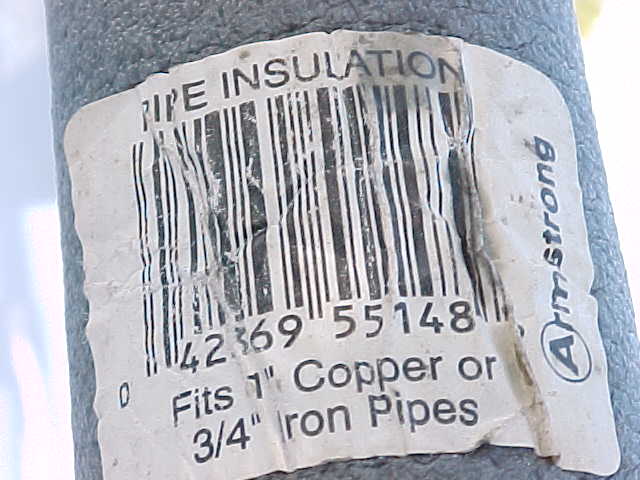 PIPE INSULATION
Armstrong
0 42369 55148
Fits 1" Copper or
3/4" Iron Pipes